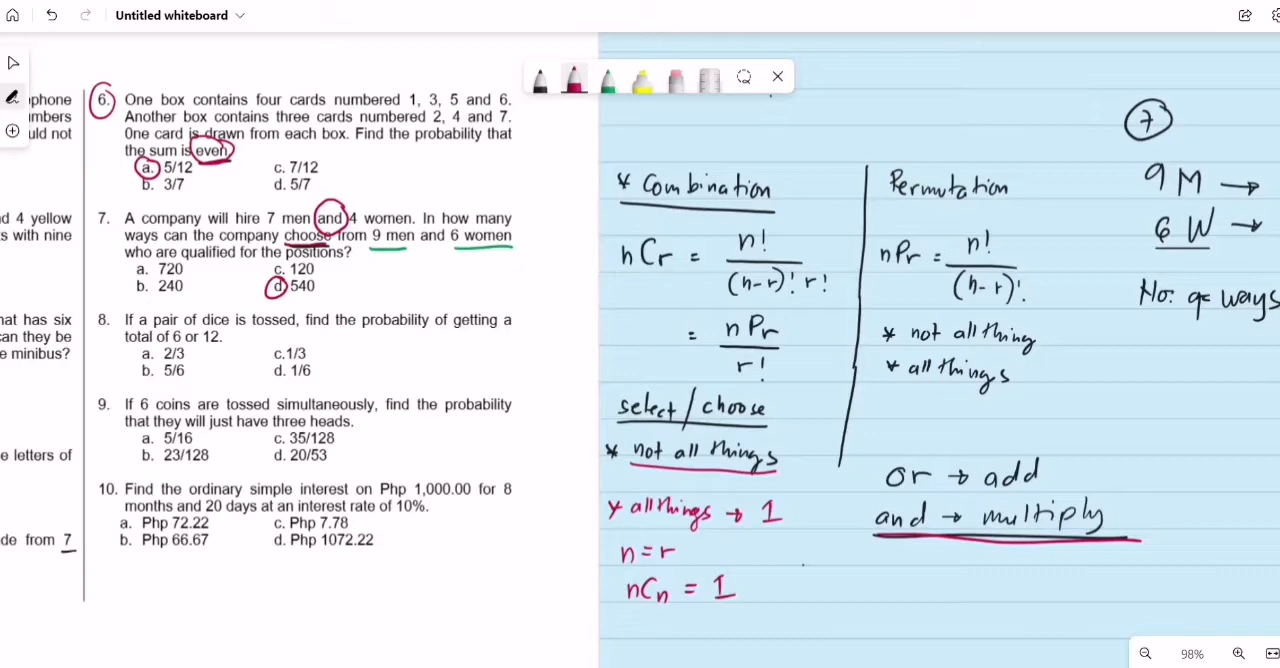 Untitled whiteboard
phone
mbers
uld not
d 4 yellow
s with nine
hat has six
can they be
e minibus?
e letters of
de from 7
6. One box contains four cards numbered 1, 3, 5 and 6.
Another box contains three cards numbered 2, 4 and 7.
One card is drawn from each box. Find the probability that
the sum is even.
a. 5/12 c. 7/12
b. 3/7 d. 5/7
7. A company will hire 7 men and 4 women. In how many
ways can the company choose from 9 men and 6 women
who are qualified for the positions?
a. 720 c. 120
b. 240 d. 540
8. If a pair of dice is tossed, find the probability of getting a
total of 6 or 12.
a. 2/3 c.1/3
b. 5/6 d. 1/6
9. If 6 coins are tossed simultaneously, find the probability
that they will just have three heads.
a. 5/16 c. 35/128
b. 23/128 d. 20/53
10. Find the ordinary simple interest on Php 1,000.00 for 8
months and 20 days at an interest rate of 10%.
a. Php 72.22 c. Php 7.78
b. Php 66.67 d. Php 1072.22
* Combination
nCr = n! / (n-r)! r!
= nPr / r!
select/choose
* not all things
* all things → 1
n=r
nCn = 1
Permutation
nPr = n! / (n-r)!
* not all thing
* all things
or → add
and → multiply
7
9 M →
6 W →
No. of ways
98%